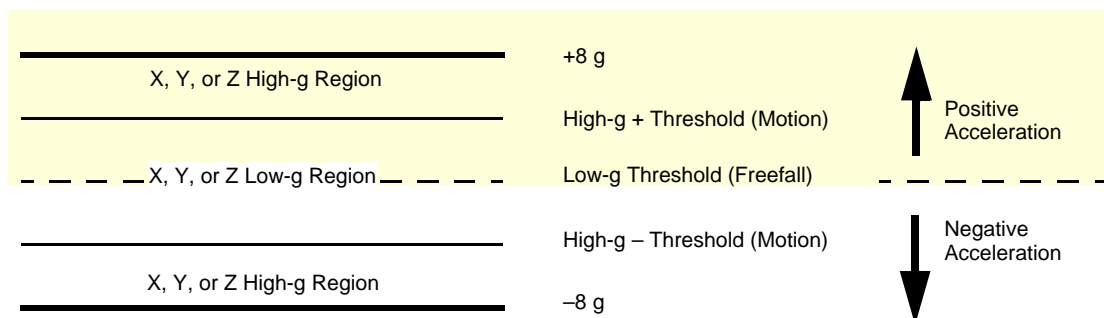 +8 g
X, Y, or Z High-g Region
High-g + Threshold (Motion)
Positive
Acceleration
X, Y, or Z Low-g Region
Low-g Threshold (Freefall)
High-g – Threshold (Motion)
Negative
Acceleration
X, Y, or Z High-g Region
–8 g